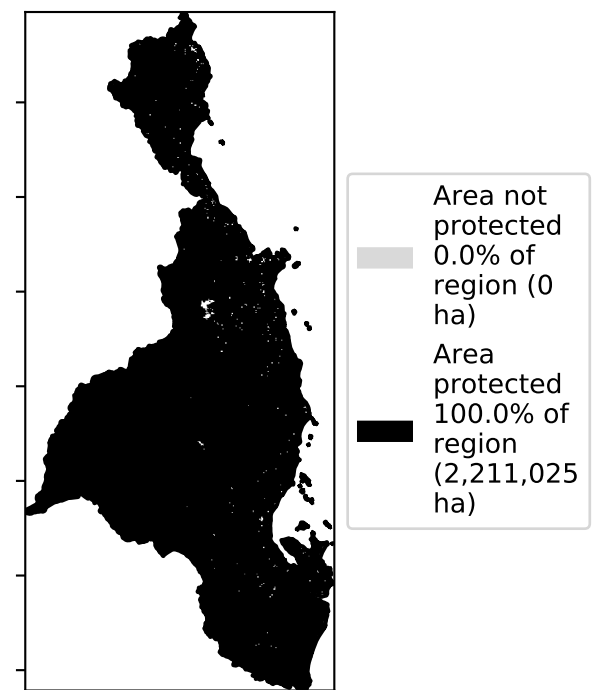 Area not
protected
0.0% of
region (0
ha)
Area
protected
100.0% of
region
(2,211,025
ha)